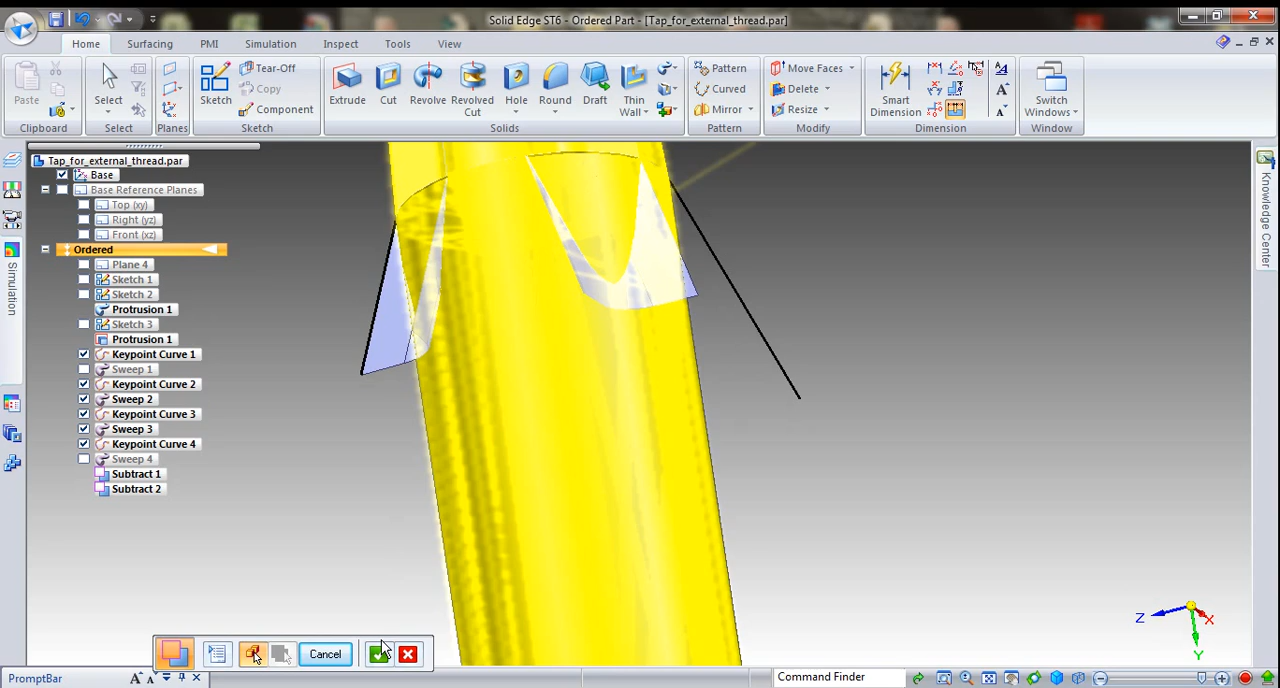 Solid Edge ST6 - Ordered Part - [Tap_for_external_thread.par]
Home Surfacing PMI Simulation Inspect Tools View
Paste
Clipboard
Select
Select
Planes
Sketch
Tear-Off
Copy
Component
Sketch
Extrude Cut Revolve Revolved Cut Hole Round Draft Thin Wall
Solids
Pattern
Curved
Mirror
Pattern
Move Faces
Delete
Resize
Modify
Smart Dimension
Dimension
Switch Windows
Window
Tap_for_external_thread.par
Base
Base Reference Planes
Top (xy)
Right (yz)
Front (xz)
Ordered
Plane 4
Sketch 1
Sketch 2
Protrusion 1
Sketch 3
Protrusion 1
Keypoint Curve 1
Sweep 1
Keypoint Curve 2
Sweep 2
Keypoint Curve 3
Sweep 3
Keypoint Curve 4
Sweep 4
Subtract 1
Subtract 2
Simulation
Knowledge Center
Z X Y
Cancel
PromptBar
Command Finder